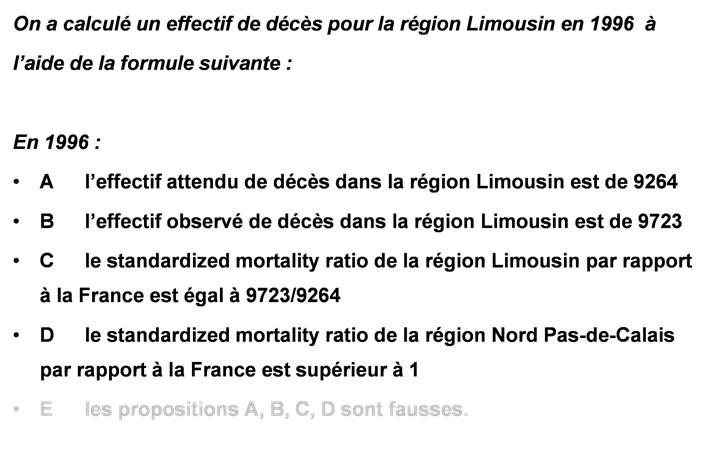 On a calculé un effectif de décès pour la région Limousin en 1996 à
l'aide de la formule suivante :
En 1996 :
• A l'effectif attendu de décès dans la région Limousin est de 9264
• B l'effectif observé de décès dans la région Limousin est de 9723
• C le standardized mortality ratio de la région Limousin par rapport
à la France est égal à 9723/9264
• D le standardized mortality ratio de la région Nord Pas-de-Calais
par rapport à la France est supérieur à 1
• E les propositions A, B, C, D sont fausses.